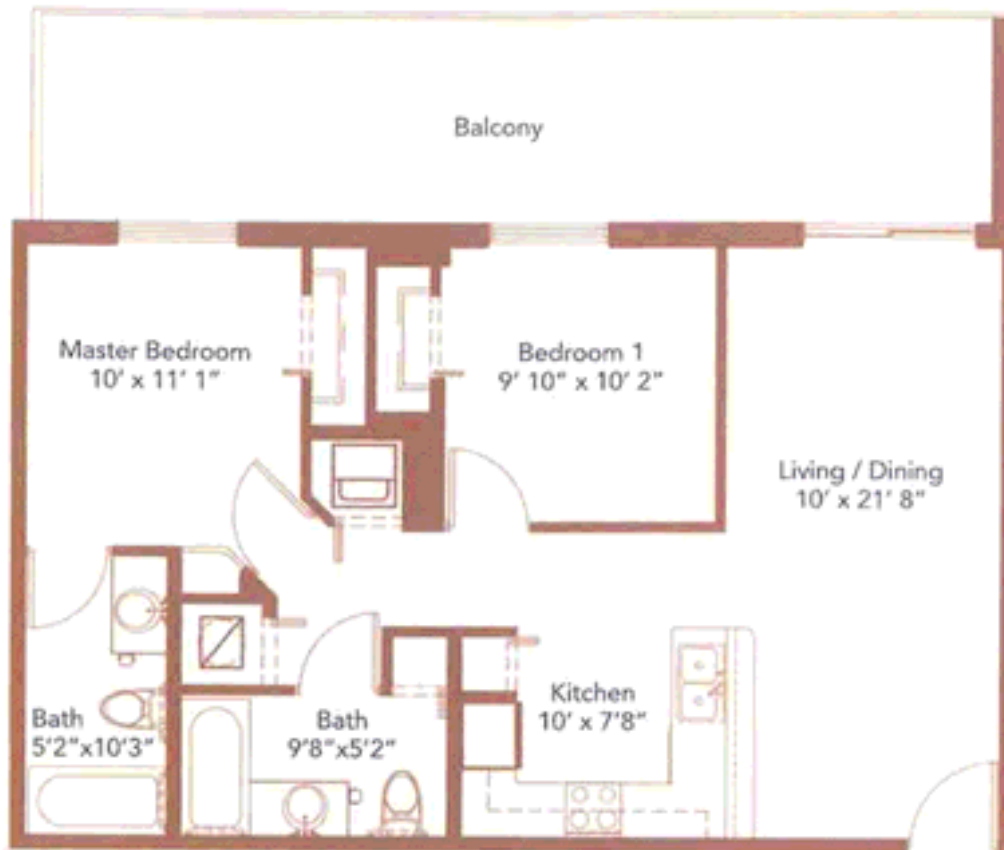 Balcony
Master Bedroom
10' x 11' 1"
Bedroom 1
9' 10" x 10' 2"
Living / Dining
10' x 21' 8"
Bath
5'2"x10'3"
Bath
9'8"x5'2"
Kitchen
10' x 7'8"